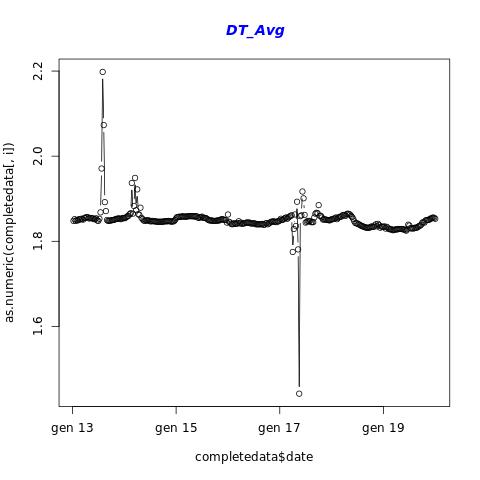 DT_Avg
as.numeric(completedata[, i])
2.2
2.0
1.8
1.6
gen 13
gen 15
gen 17
gen 19
completedata$date